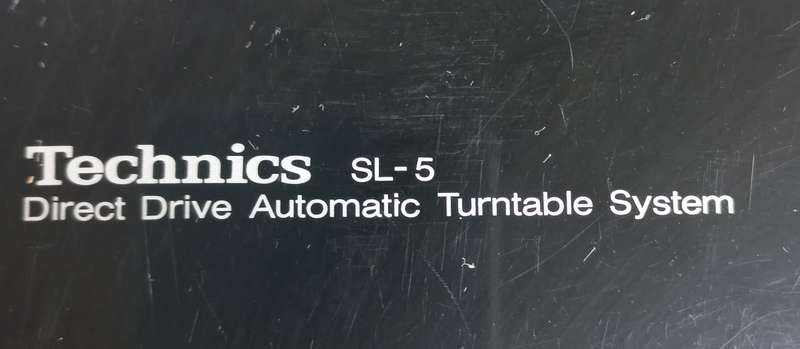 Technics SL-5
Direct Drive Automatic Turntable System